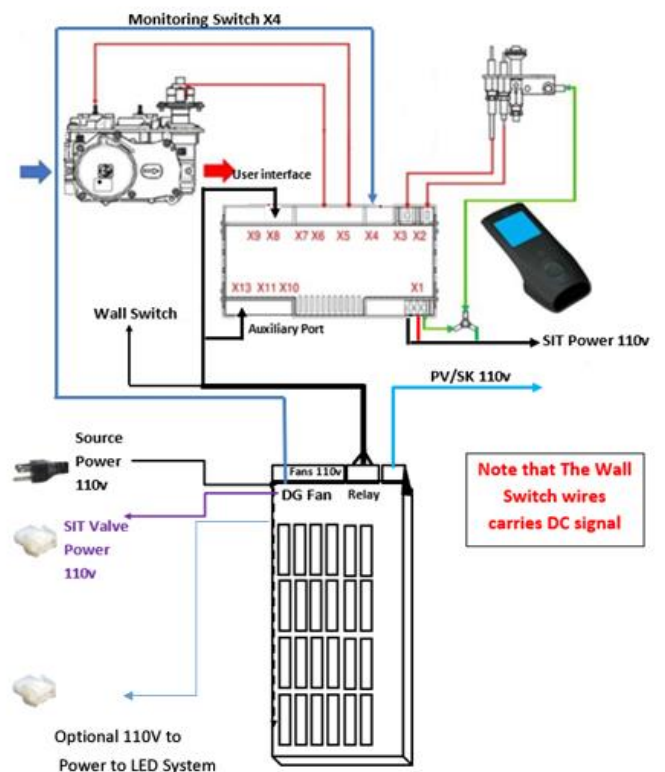 Monitoring Switch X4
User interface
X9 X8 X7 X6 X5 X4 X3 X2
X13 X11 X10 X1
Wall Switch
Auxiliary Port
SIT Power 110v
PV/SK 110v
Source
Power
110v
Fans 110v
DG Fan Relay
Note that The Wall
Switch wires
carries DC signal
SIT Valve
Power
110v
Optional 110V to
Power to LED System